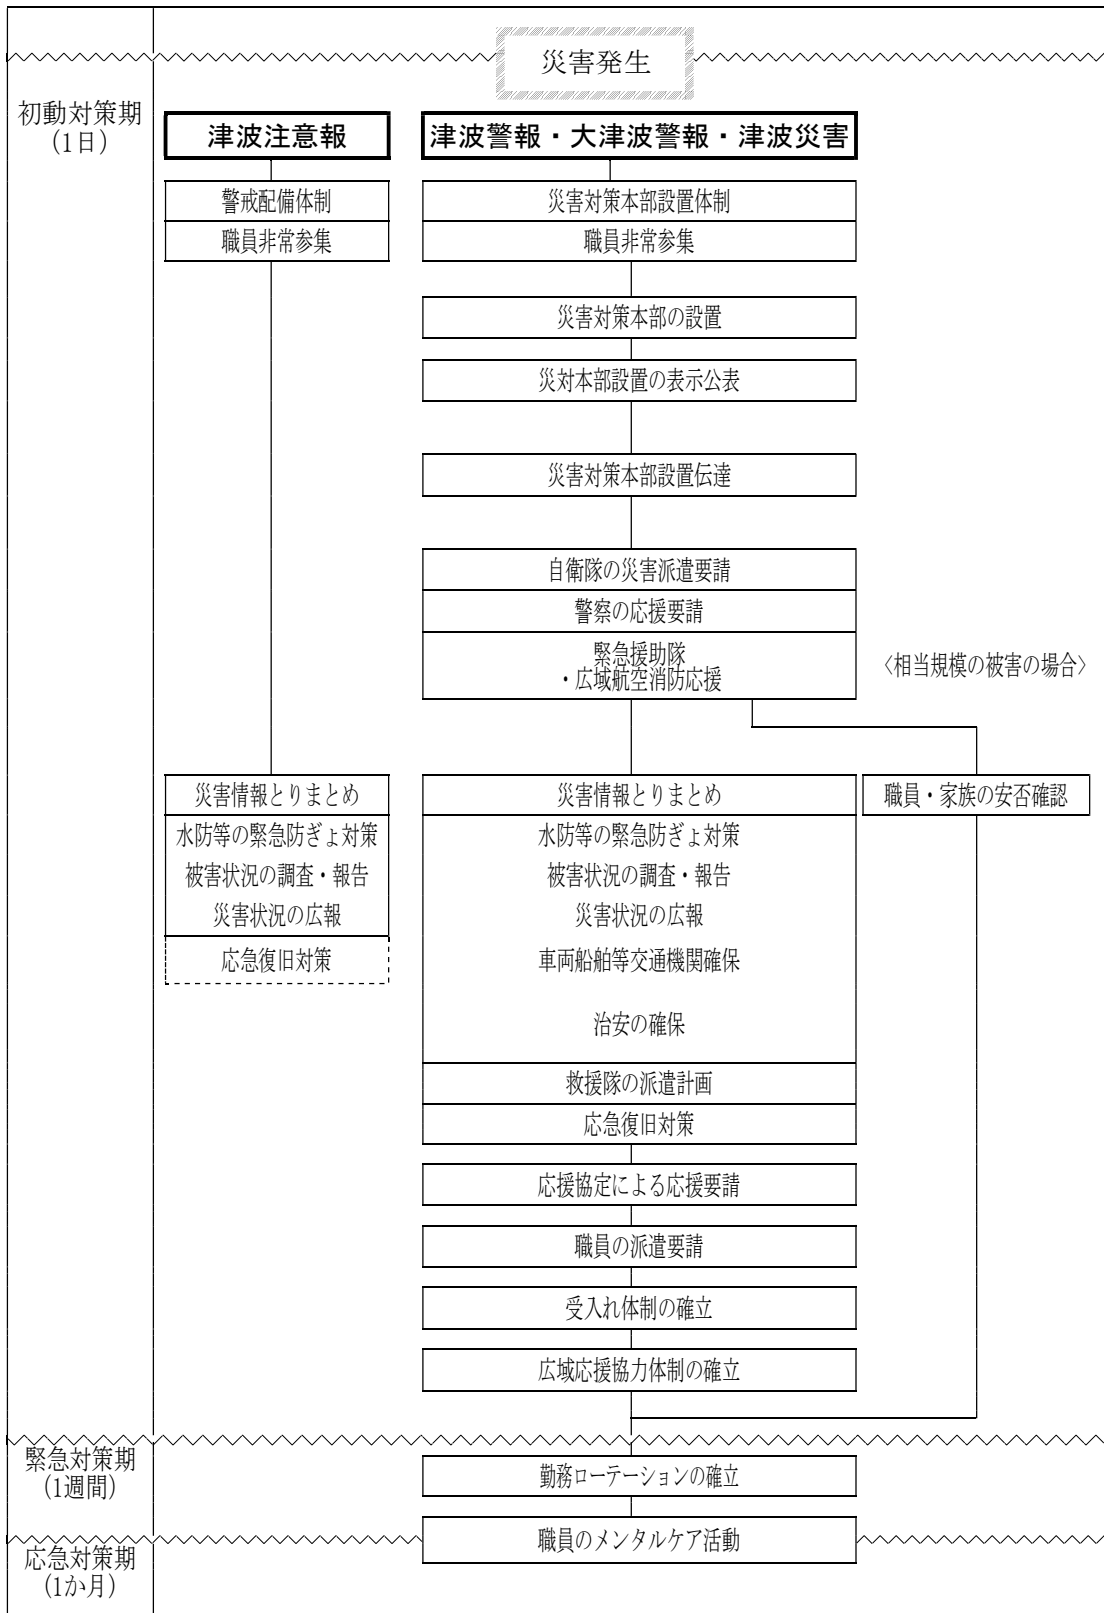 災害発生
初動対策期
(1日)
津波注意報
津波警報・大津波警報・津波災害
警戒配備体制
災害対策本部設置体制
職員非常参集
職員非常参集
災害対策本部の設置
災対本部設置の表示公表
災害対策本部設置伝達
自衛隊の災害派遣要請
警察の応援要請
緊急援助隊
・広域航空消防応援
〈相当規模の被害の場合〉
災害情報とりまとめ
災害情報とりまとめ
職員・家族の安否確認
水防等の緊急防ぎょ対策
水防等の緊急防ぎょ対策
被害状況の調査・報告
被害状況の調査・報告
災害状況の広報
災害状況の広報
応急復旧対策
車両船舶等交通機関確保
治安の確保
救援隊の派遣計画
応急復旧対策
応援協定による応援要請
職員の派遣要請
受入れ体制の確立
広域応援協力体制の確立
緊急対策期
(1週間)
勤務ローテーションの確立
職員のメンタルケア活動
応急対策期
(1か月)